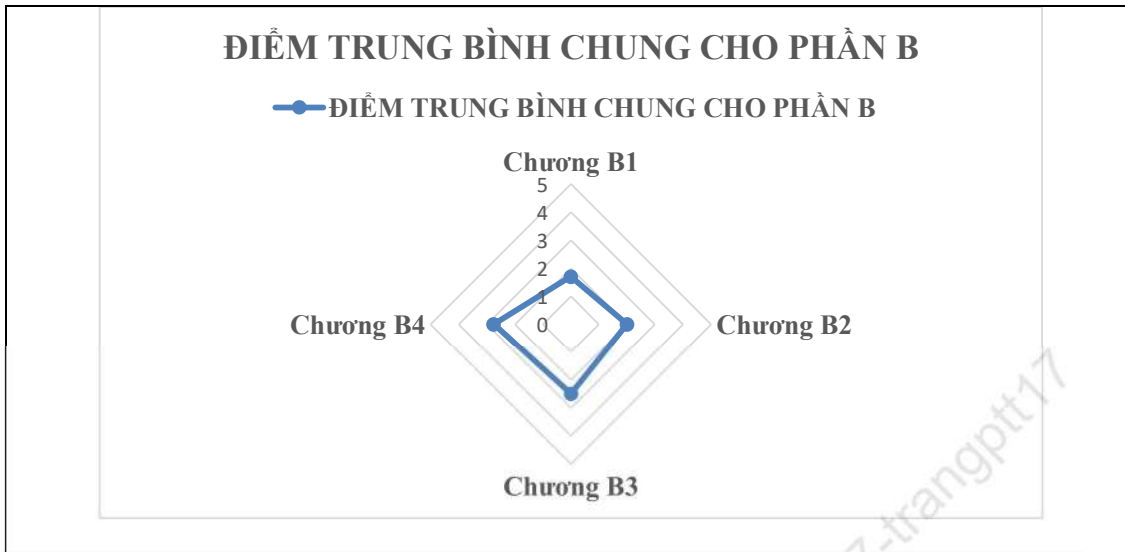 ĐIỂM TRUNG BÌNH CHUNG CHO PHẦN B
ĐIỂM TRUNG BÌNH CHUNG CHO PHẦN B
Chương B1
5
4
3
2
1
Chương B4
0
Chương B2
Chương B3
trangptt17